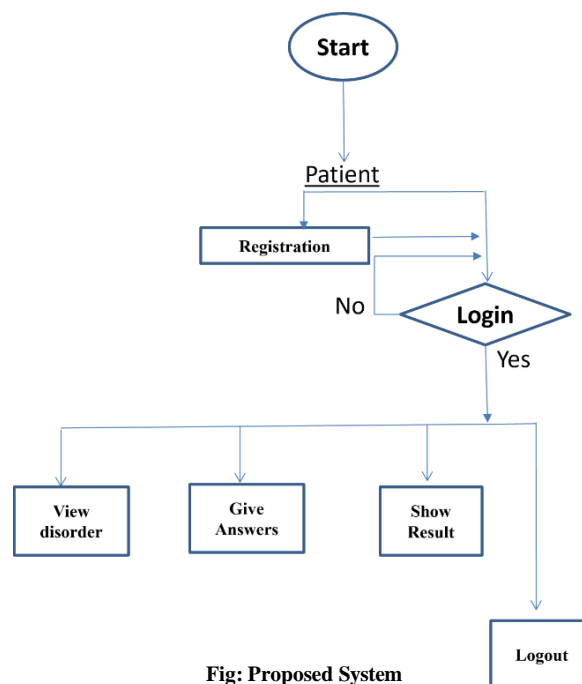 Start
Patient
Registration
No
Login
Yes
View
disorder
Give
Answers
Show
Result
Logout
Fig: Proposed System